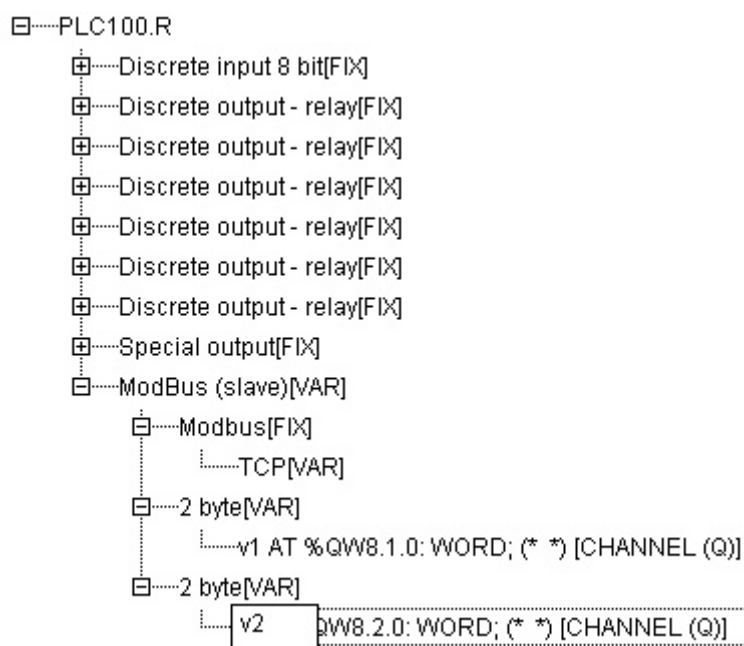 PLC100.R
Discrete input 8 bit[FIX]
Discrete output - relay[FIX]
Discrete output - relay[FIX]
Discrete output - relay[FIX]
Discrete output - relay[FIX]
Discrete output - relay[FIX]
Discrete output - relay[FIX]
Special output[FIX]
ModBus (slave)[VAR]
Modbus[FIX]
TCP[VAR]
2 byte[VAR]
v1 AT %QW8.1.0: WORD; (* *) [CHANNEL (Q)]
2 byte[VAR]
v2 QW8.2.0: WORD; (* *) [CHANNEL (Q)]